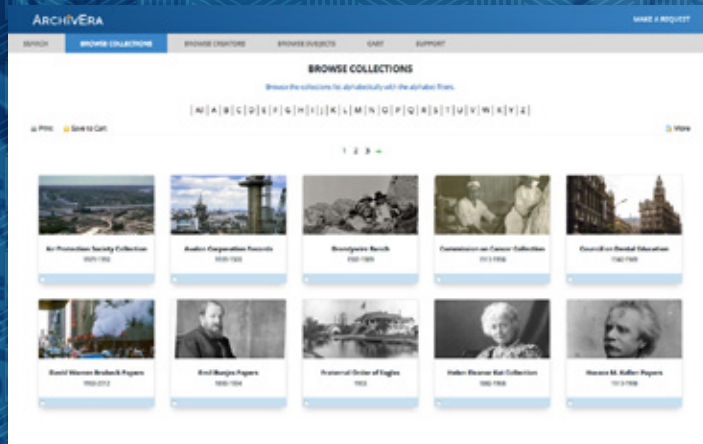 ARCHIVERA
MAKE A REQUEST
SEARCH BROWSE COLLECTIONS BROWSE CREATORS BROWSE SUBJECTS CART SUPPORT
BROWSE COLLECTIONS
Browse the collections list alphabetically with the alphabet filters.
| All | A | B | C | D | E | F | G | H | I | J | K | L | M | N | O | P | Q | R | S | T | U | V | W | X | Y | Z |
Print Save to Cart More
1 2 3
Air Protection Society Collection
Avalon Corporation Records
Brandywine Ranch
Commission on Cancer Collection
Council on Dental Education
David Warren Brubeck Papers
Emil Bunjes Papers
Fraternal Order of Eagles
Helen Eleanor Kat Collection
Horace M. Kallen Papers